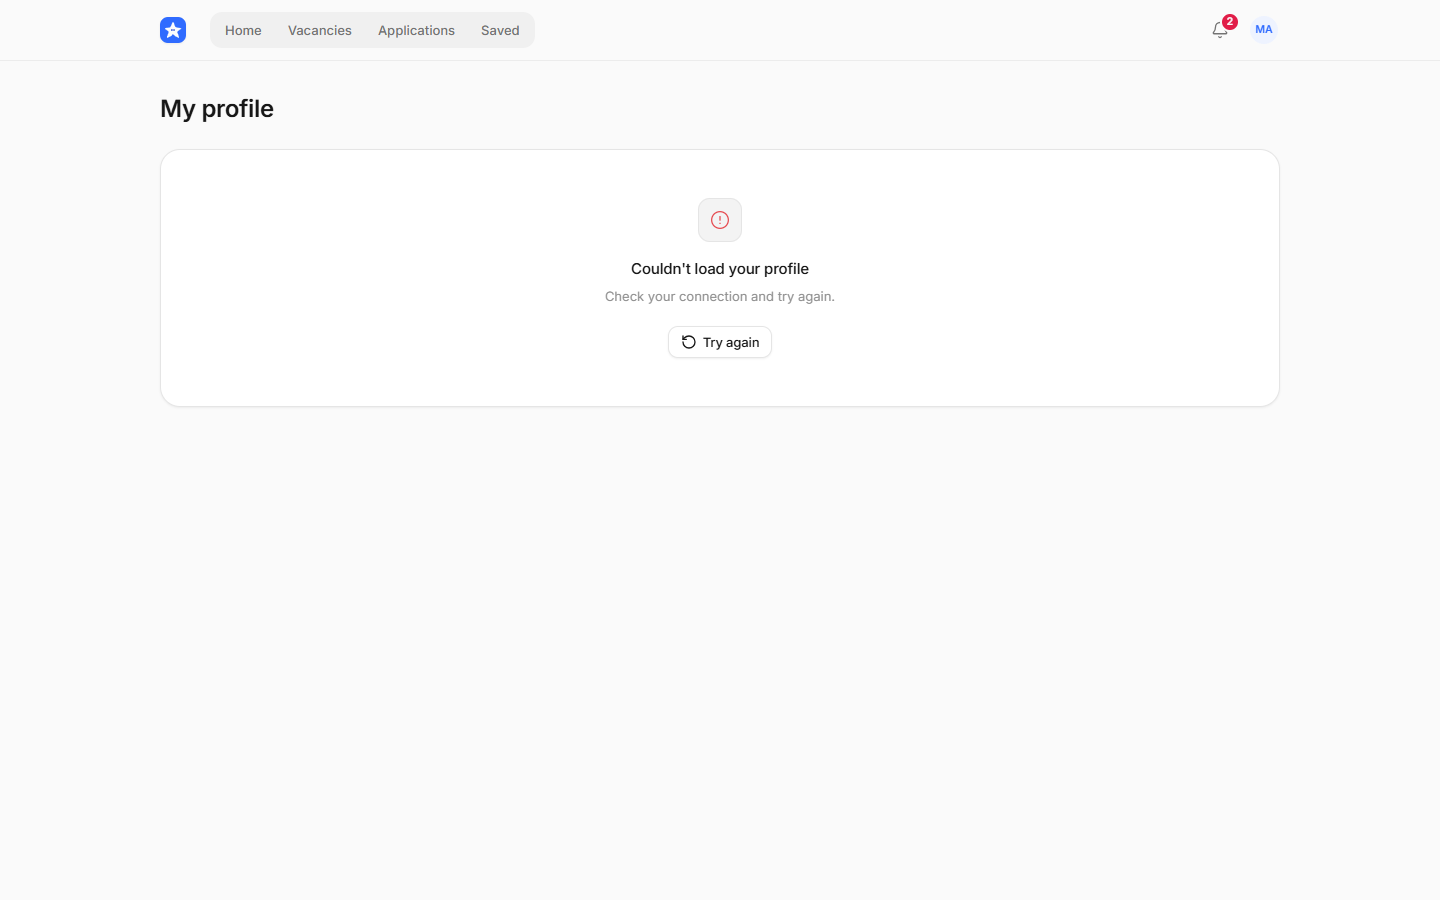 Home Vacancies Applications Saved 2 MA
My profile
Couldn't load your profile
Check your connection and try again.
Try again